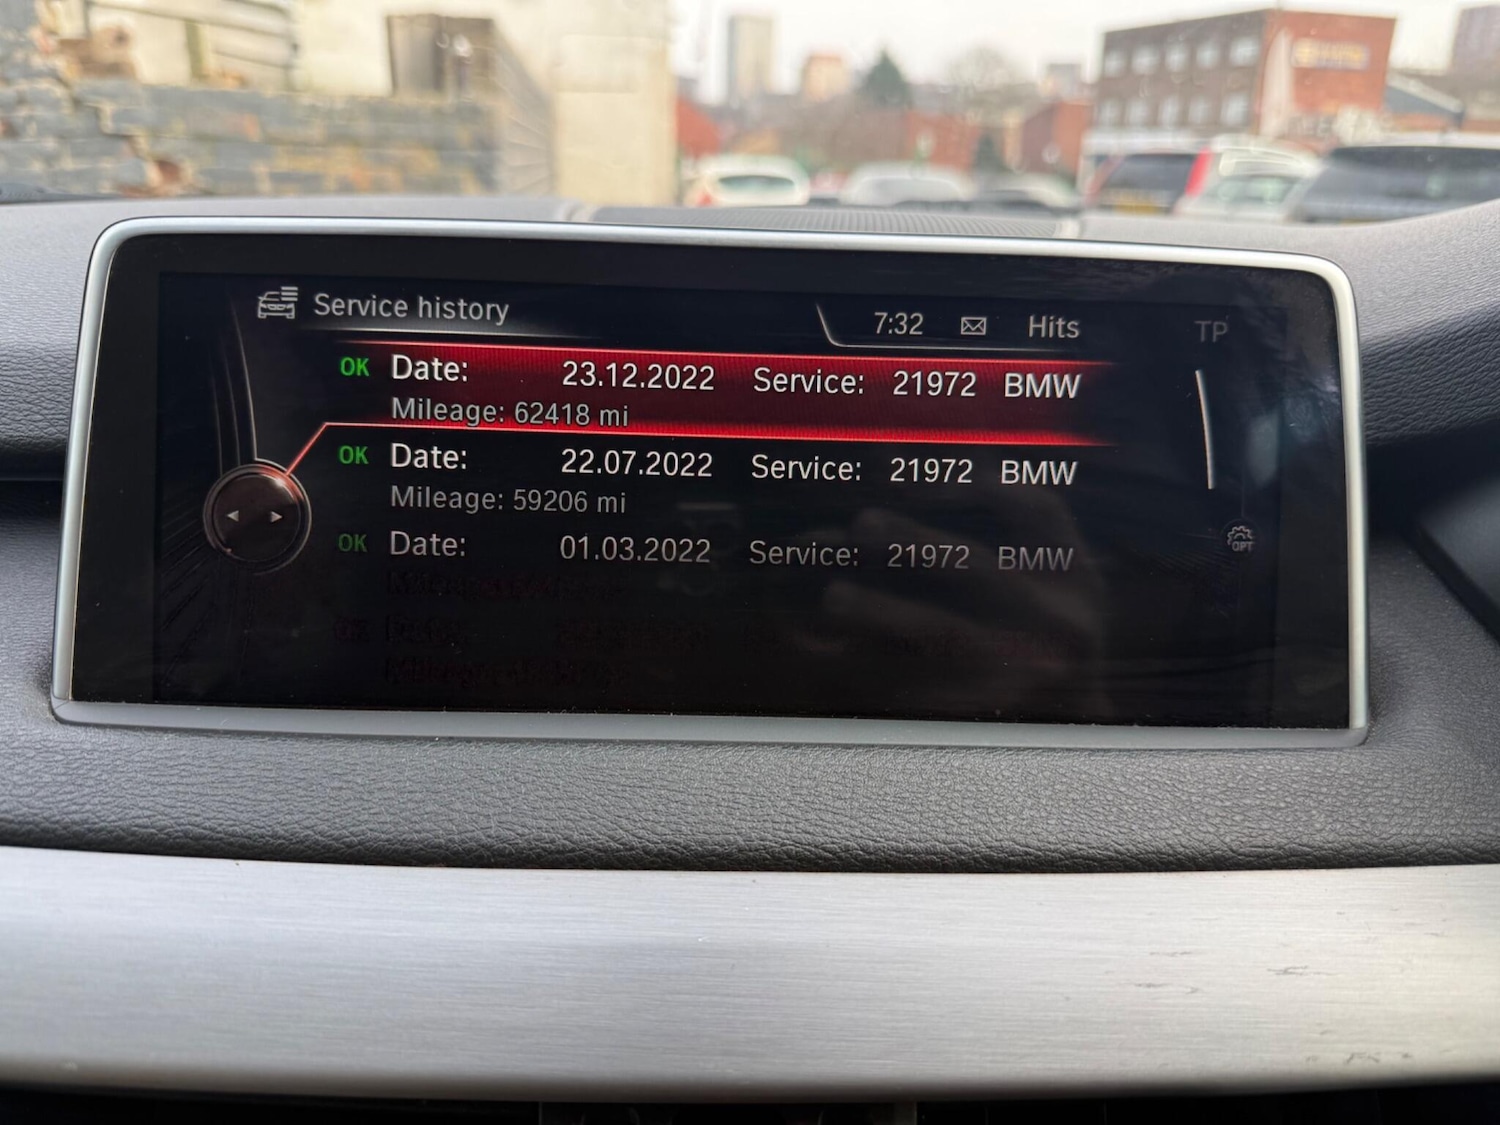 Service history
7:32 Hits TP
OK Date: 23.12.2022 Service: 21972 BMW
Mileage: 62418 mi
OK Date: 22.07.2022 Service: 21972 BMW
Mileage: 59206 mi
OK Date: 01.03.2022 Service: 21972 BMW
OPT